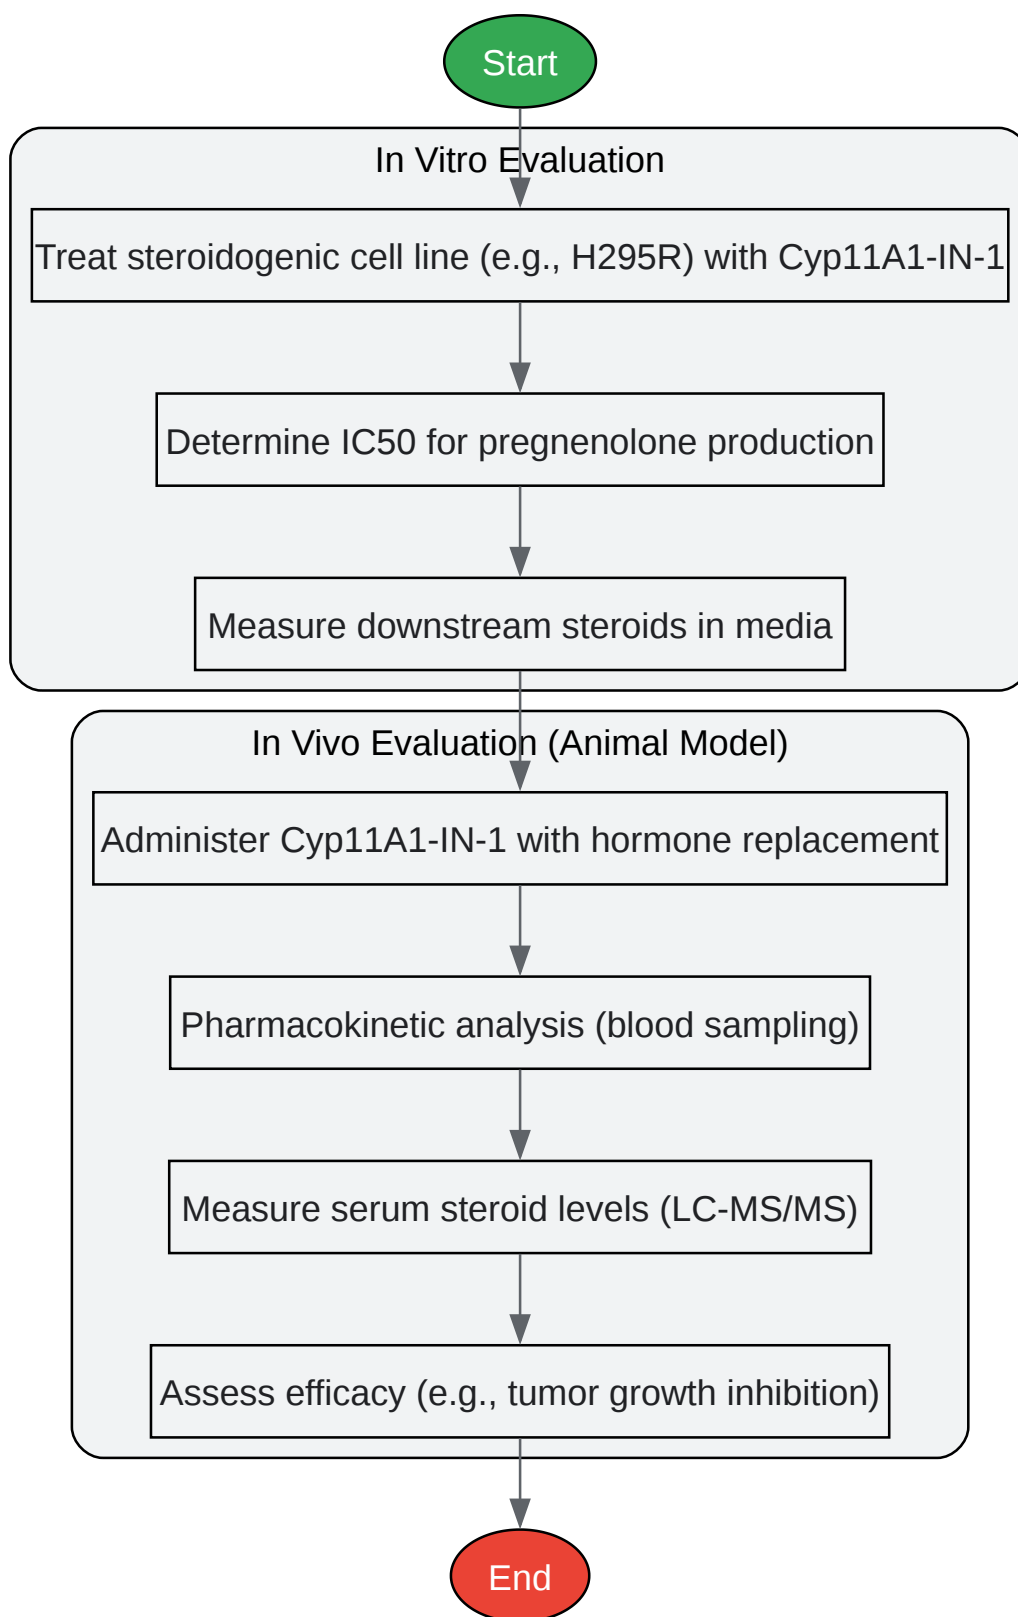 Start
In Vitro Evaluation
Treat steroidogenic cell line (e.g., H295R) with Cyp11A1-IN-1
Determine IC50 for pregnenolone production
Measure downstream steroids in media
In Vivo Evaluation (Animal Model)
Administer Cyp11A1-IN-1 with hormone replacement
Pharmacokinetic analysis (blood sampling)
Measure serum steroid levels (LC-MS/MS)
Assess efficacy (e.g., tumor growth inhibition)
End